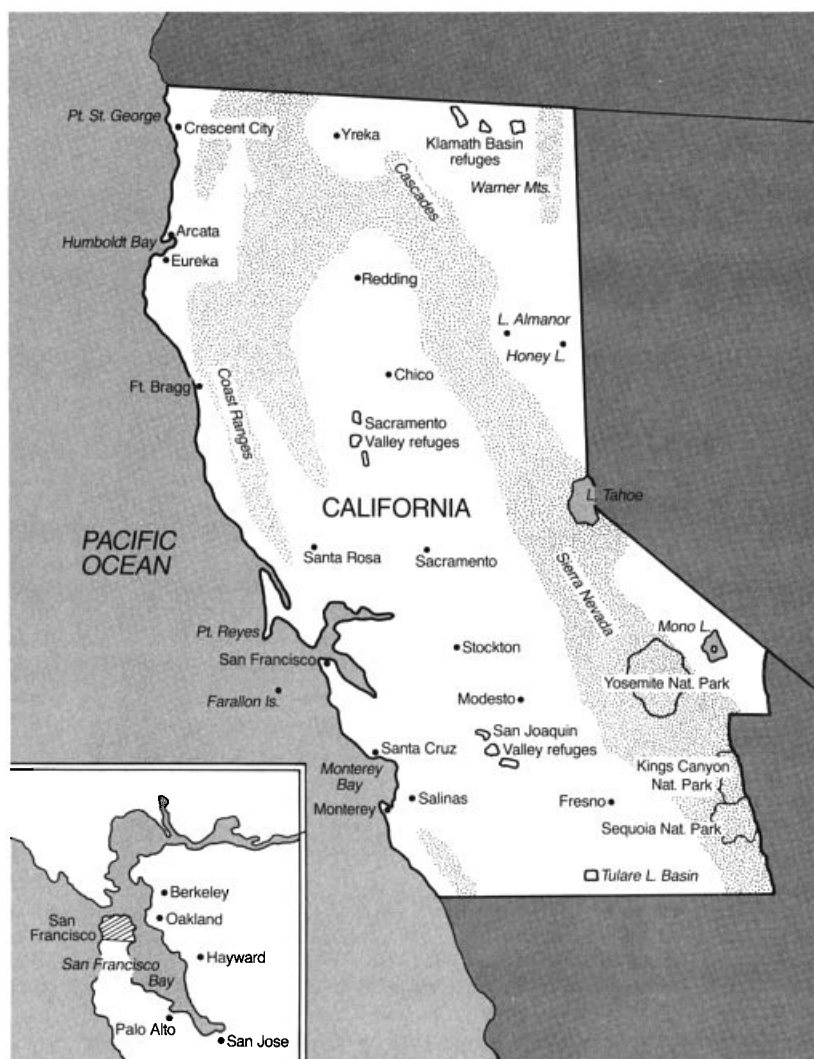 Pt. St. George
Crescent City
Yreka
Klamath Basin
refuges
Warner Mts.
Cascades
Arcata
Humboldt Bay
Eureka
Redding
L. Almanor
Honey L.
Ft. Bragg
Chico
Coast Ranges
Sacramento
Valley refuges
L. Tahoe
CALIFORNIA
PACIFIC
OCEAN
Santa Rosa
Sacramento
Sierra Nevada
Pt. Reyes
Mono L.
San Francisco
Stockton
Yosemite Nat. Park
Farallon Is.
Modesto
San Joaquin
Valley refuges
Santa Cruz
Monterey
Bay
Kings Canyon
Nat. Park
Monterey
Salinas
Fresno
Sequoia Nat. Park
Tulare L. Basin
Berkeley
Oakland
San
Francisco
Hayward
San Francisco
Bay
Palo Alto
San Jose